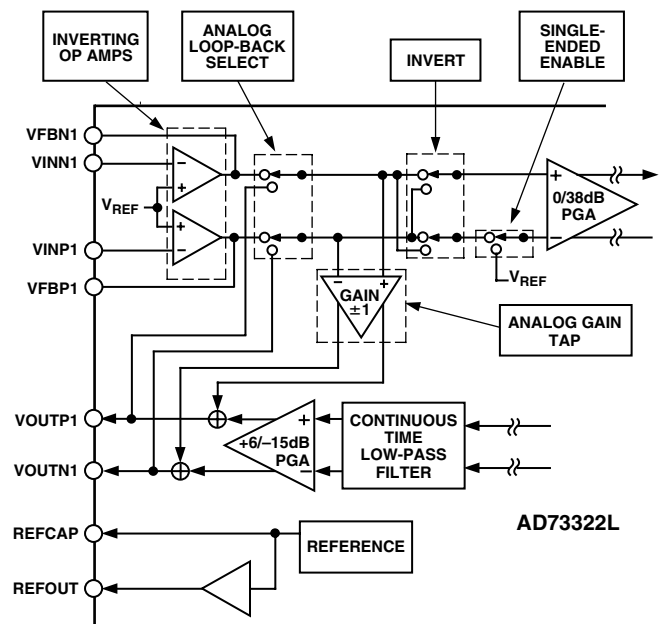 INVERTING
OP AMPS
ANALOG
LOOP-BACK
SELECT
INVERT
SINGLE-
ENDED
ENABLE
VFBN1
VINN1
VREF
VINP1
VFBP1
−
+
+
−
+
0/38dB
PGA
−
VREF
− +
GAIN
±1
ANALOG GAIN
TAP
VOUTP1
VOUTN1
+
+6/–15dB
PGA
−
CONTINUOUS
TIME
LOW-PASS
FILTER
AD73322L
REFCAP
REFERENCE
REFOUT